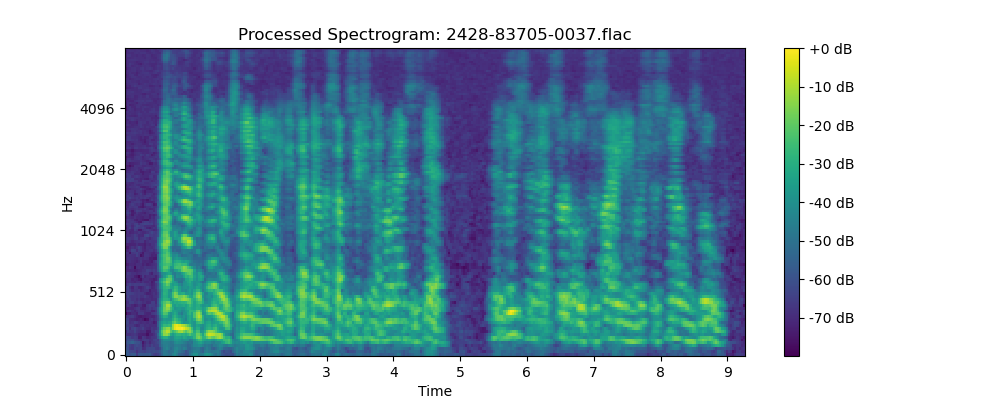 Processed Spectrogram: 2428-83705-0037.flac
Hz
4096
2048
1024
512
0
0 1 2 3 4 5 6 7 8 9
Time
+0 dB
-10 dB
-20 dB
-30 dB
-40 dB
-50 dB
-60 dB
-70 dB